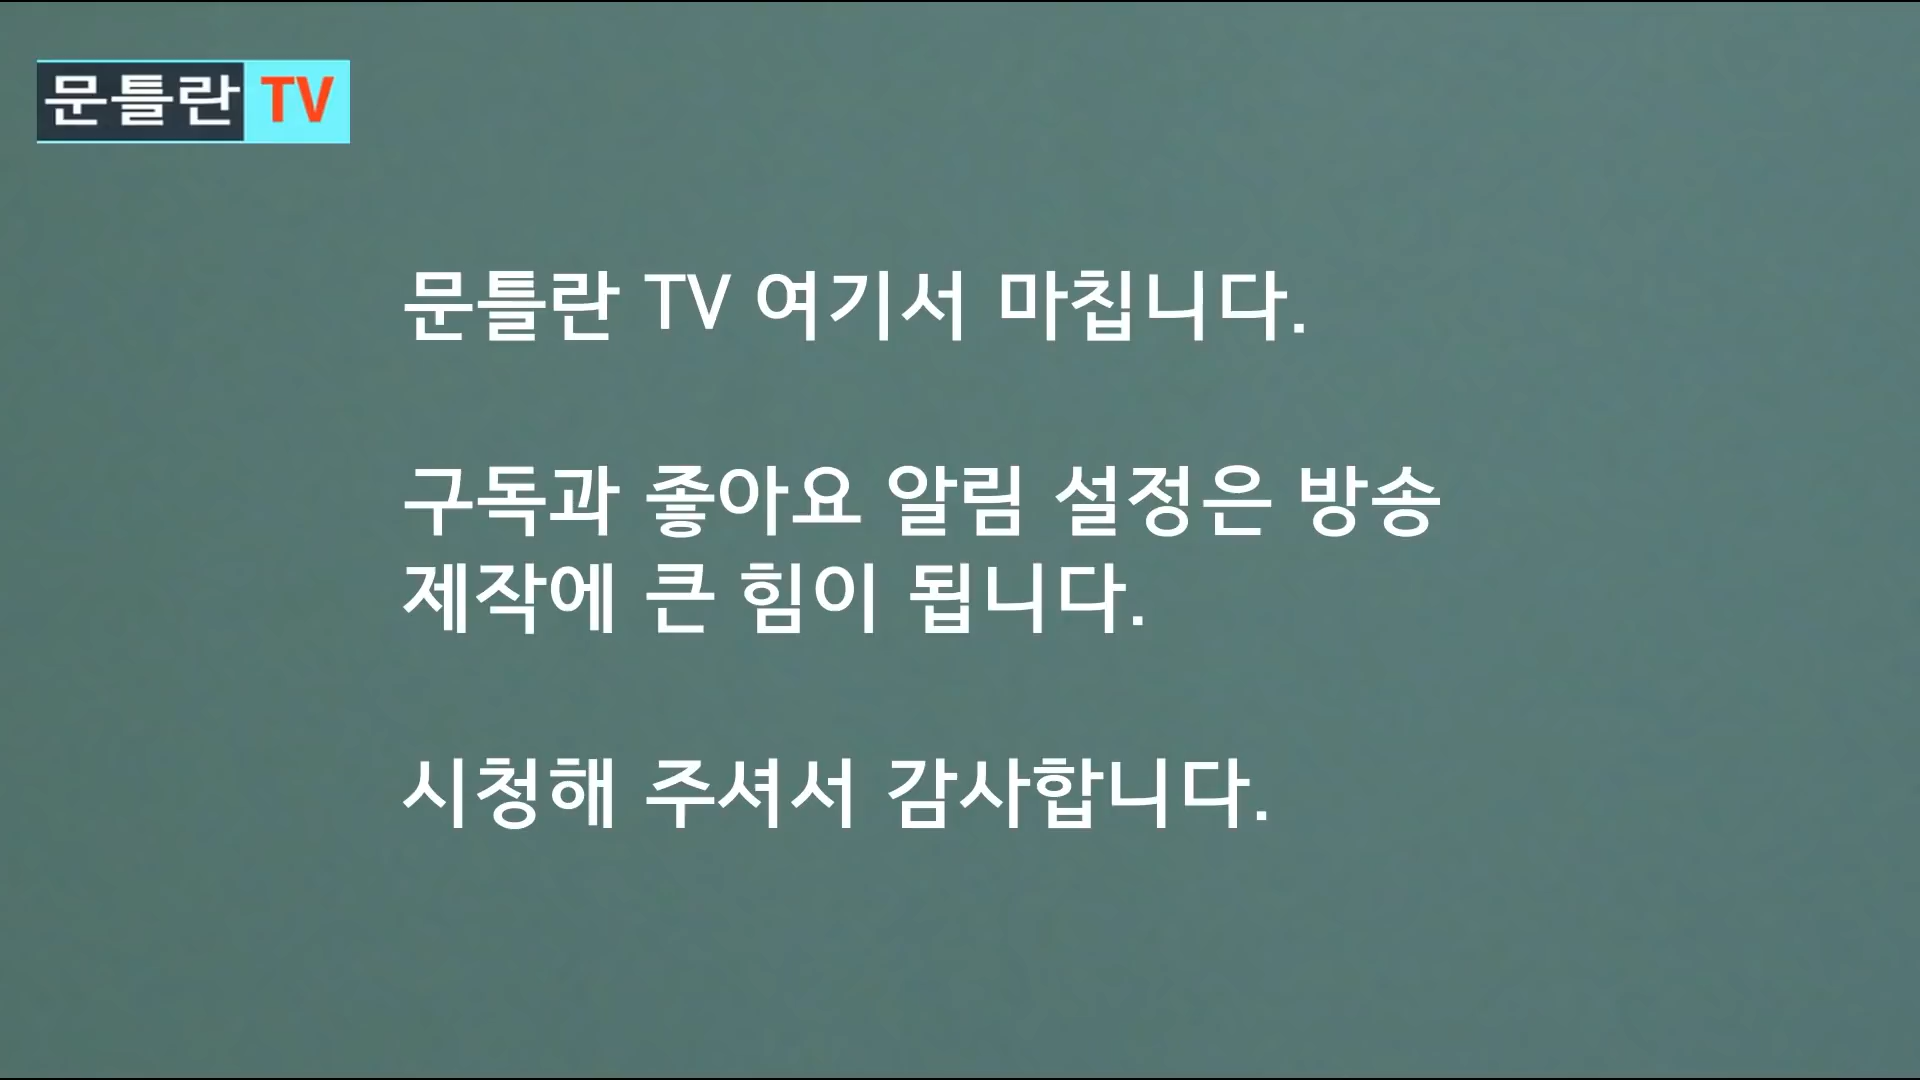 문틀란 TV
문틀란 TV 여기서 마칩니다.
구독과 좋아요 알림 설정은 방송
제작에 큰 힘이 됩니다.
시청해 주셔서 감사합니다.